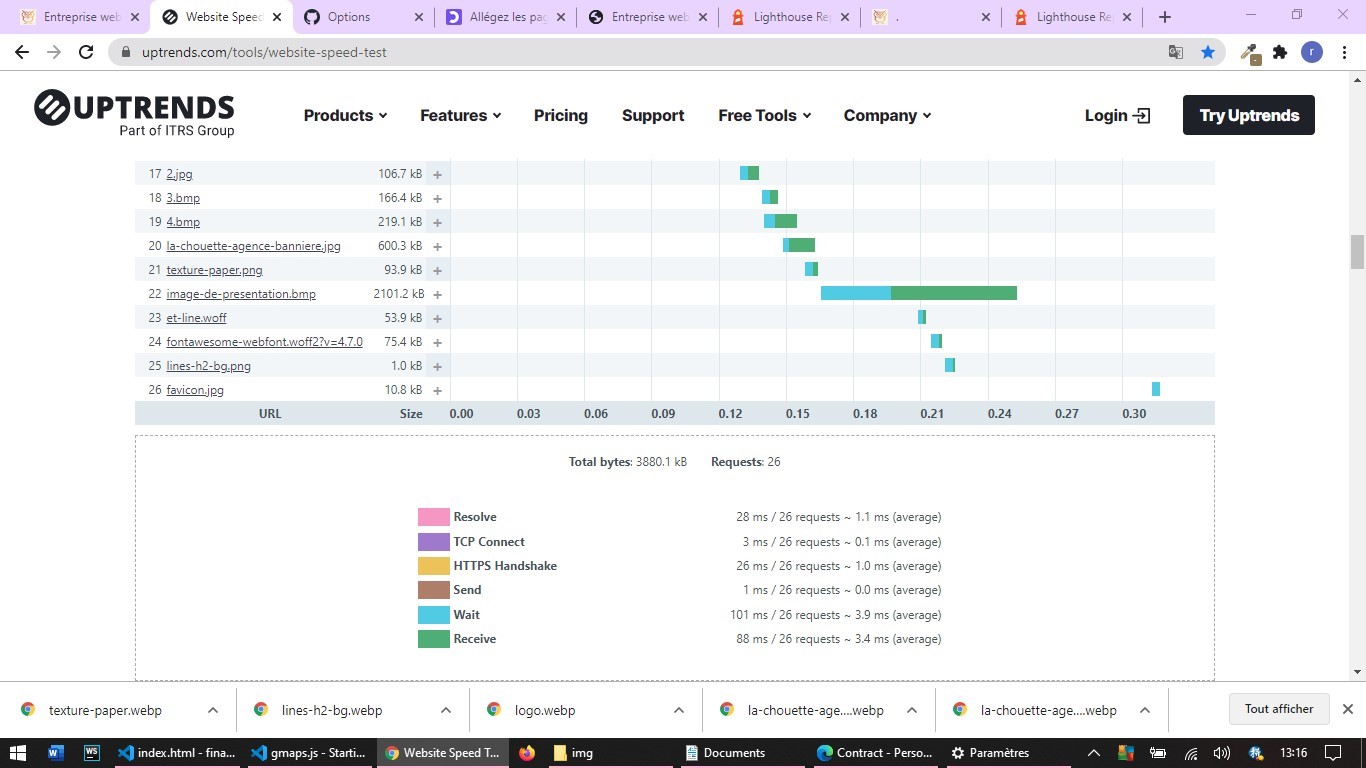 Entreprise web
Website Speed
Options
Allégez les pag
Entreprise web
Lighthouse Re
.
Lighthouse Re
uptrends.com/tools/website-speed-test
r
UPTRENDS
Part of ITRS Group
Products
Features
Pricing
Support
Free Tools
Company
Login
Try Uptrends
17 2.jpg 106.7 kB +
18 3.bmp 166.4 kB +
19 4.bmp 219.1 kB +
20 la-chouette-agence-banniere.jpg 600.3 kB +
21 texture-paper.png 93.9 kB +
22 image-de-presentation.bmp 2101.2 kB +
23 et-line.woff 53.9 kB +
24 fontawesome-webfont.woff2?v=4.7.0 75.4 kB +
25 lines-h2-bg.png 1.0 kB +
26 favicon.jpg 10.8 kB +
URL Size 0.00 0.03 0.06 0.09 0.12 0.15 0.18 0.21 0.24 0.27 0.30
Total bytes: 3880.1 kB Requests: 26
Resolve 28 ms / 26 requests ~ 1.1 ms (average)
TCP Connect 3 ms / 26 requests ~ 0.1 ms (average)
HTTPS Handshake 26 ms / 26 requests ~ 1.0 ms (average)
Send 1 ms / 26 requests ~ 0.0 ms (average)
Wait 101 ms / 26 requests ~ 3.9 ms (average)
Receive 88 ms / 26 requests ~ 3.4 ms (average)
texture-paper.webp
lines-h2-bg.webp
logo.webp
la-chouette-age....webp
la-chouette-age....webp
Tout afficher
W
WS
index.html - fina...
gmaps.js - Starti...
Website Speed T...
img
Documents
Contract - Perso...
Paramètres
13:16